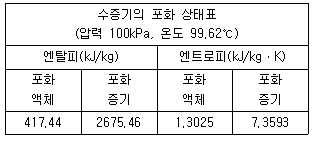 수증기의 포화 상태표
(압력 100kPa, 온도 99.62℃)
엔탈피(kJ/kg) 엔트로피(kJ/kg·K)
포화 포화 포화 포화
액체 증기 액체 증기
417.44 2675.46 1.3025 7.3593